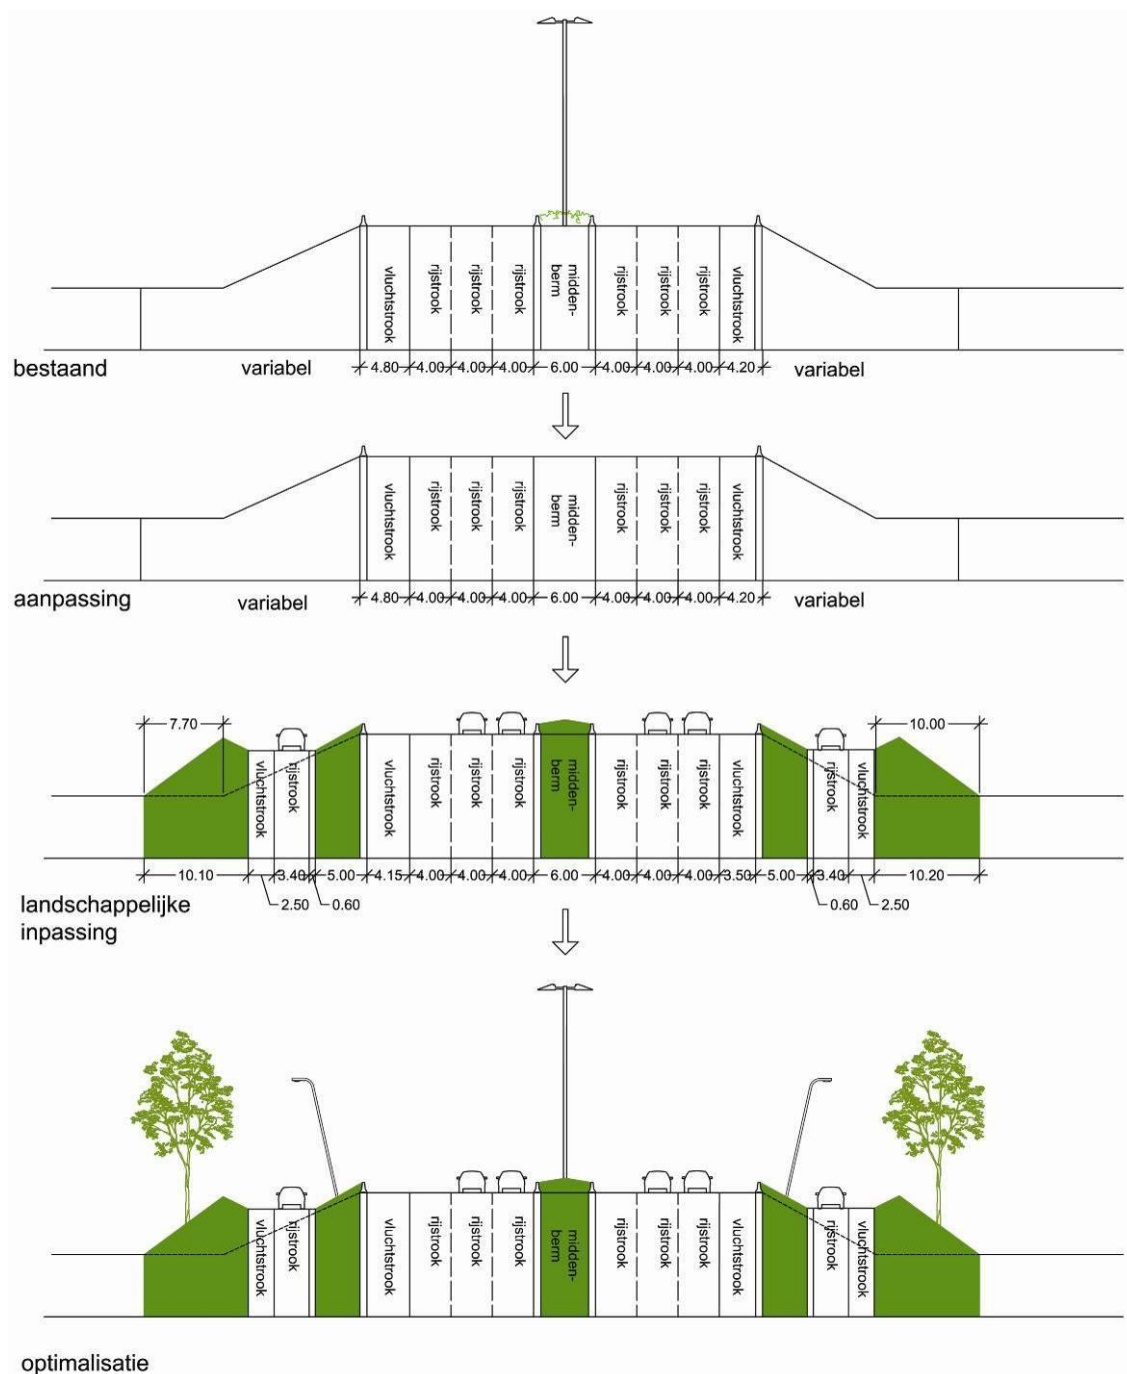 vluchtstrook
rijstrook
rijstrook
rijstrook
midden-
berm
rijstrook
rijstrook
rijstrook
vluchtstrook
bestaand
variabel
4.80
4.00
4.00
4.00
6.00
4.00
4.00
4.00
4.20
variabel
vluchtstrook
rijstrook
rijstrook
rijstrook
midden-
berm
rijstrook
rijstrook
rijstrook
vluchtstrook
aanpassing
variabel
4.80
4.00
4.00
4.00
6.00
4.00
4.00
4.00
4.20
variabel
7.70
10.00
vluchtstrook
rijstrook
vluchtstrook
rijstrook
rijstrook
rijstrook
midden-
berm
rijstrook
rijstrook
rijstrook
vluchtstrook
rijstrook
vluchtstrook
10.10
3.40
5.00
4.15
4.00
4.00
4.00
6.00
4.00
4.00
4.00
3.50
5.00
3.40
10.20
2.50
0.60
0.60
2.50
landschappelijke
inpassing
vluchtstrook
rijstrook
vluchtstrook
rijstrook
rijstrook
rijstrook
midden-
berm
rijstrook
rijstrook
rijstrook
vluchtstrook
rijstrook
vluchtstrook
optimalisatie